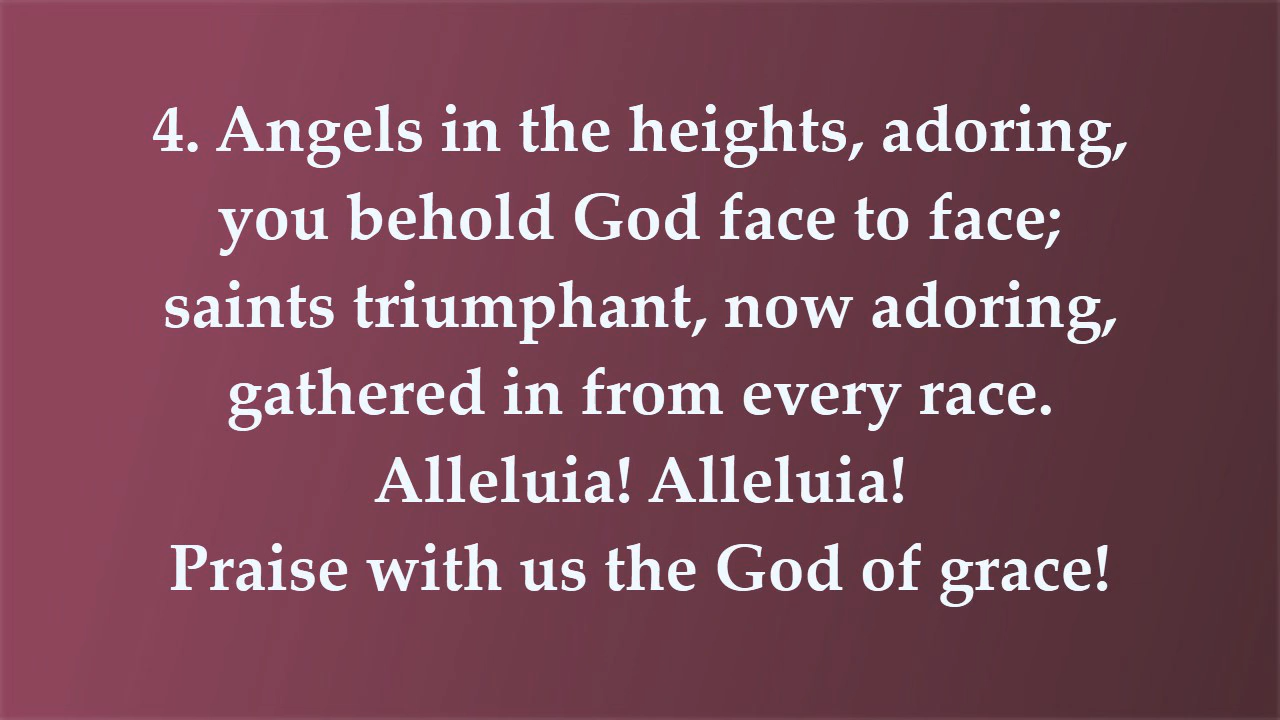 4. Angels in the heights, adoring,
you behold God face to face;
saints triumphant, now adoring,
gathered in from every race.
Alleluia! Alleluia!
Praise with us the God of grace!